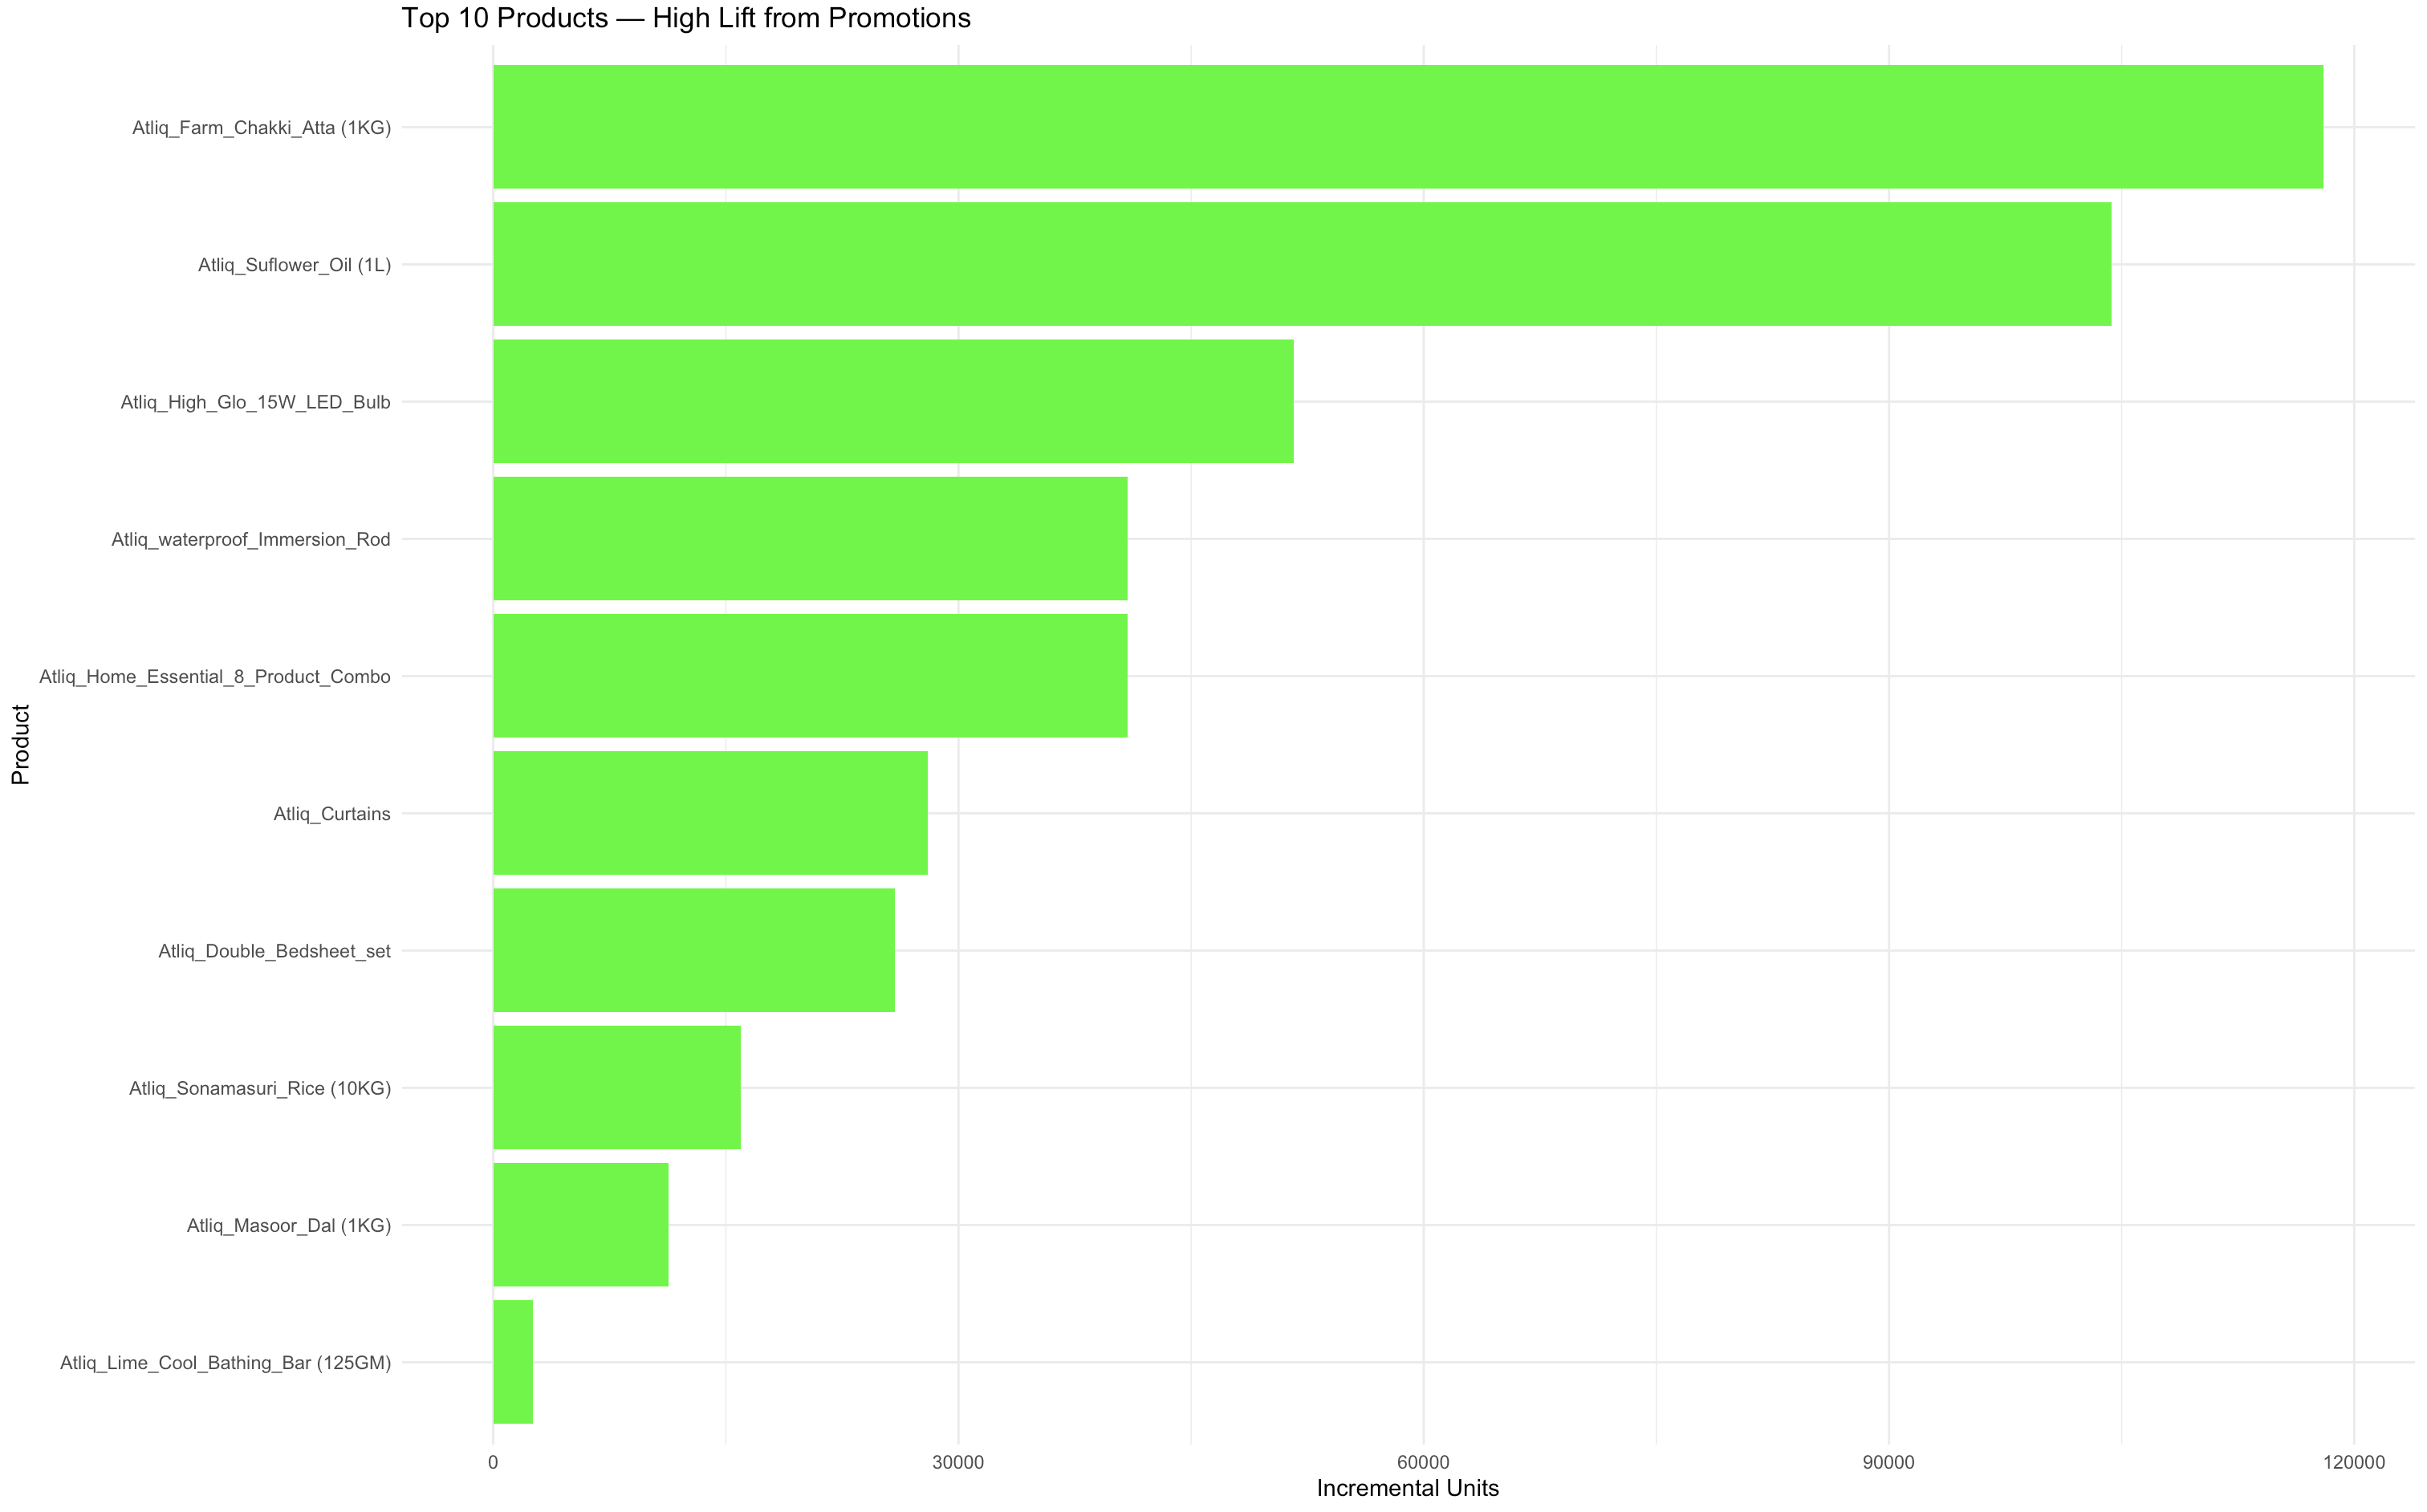 Top 10 Products — High Lift from Promotions
Product
Atliq_Farm_Chakki_Atta (1KG)
Atliq_Suflower_Oil (1L)
Atliq_High_Glo_15W_LED_Bulb
Atliq_waterproof_Immersion_Rod
Atliq_Home_Essential_8_Product_Combo
Atliq_Curtains
Atliq_Double_Bedsheet_set
Atliq_Sonamasuri_Rice (10KG)
Atliq_Masoor_Dal (1KG)
Atliq_Lime_Cool_Bathing_Bar (125GM)
0 30000 60000 90000 120000
Incremental Units